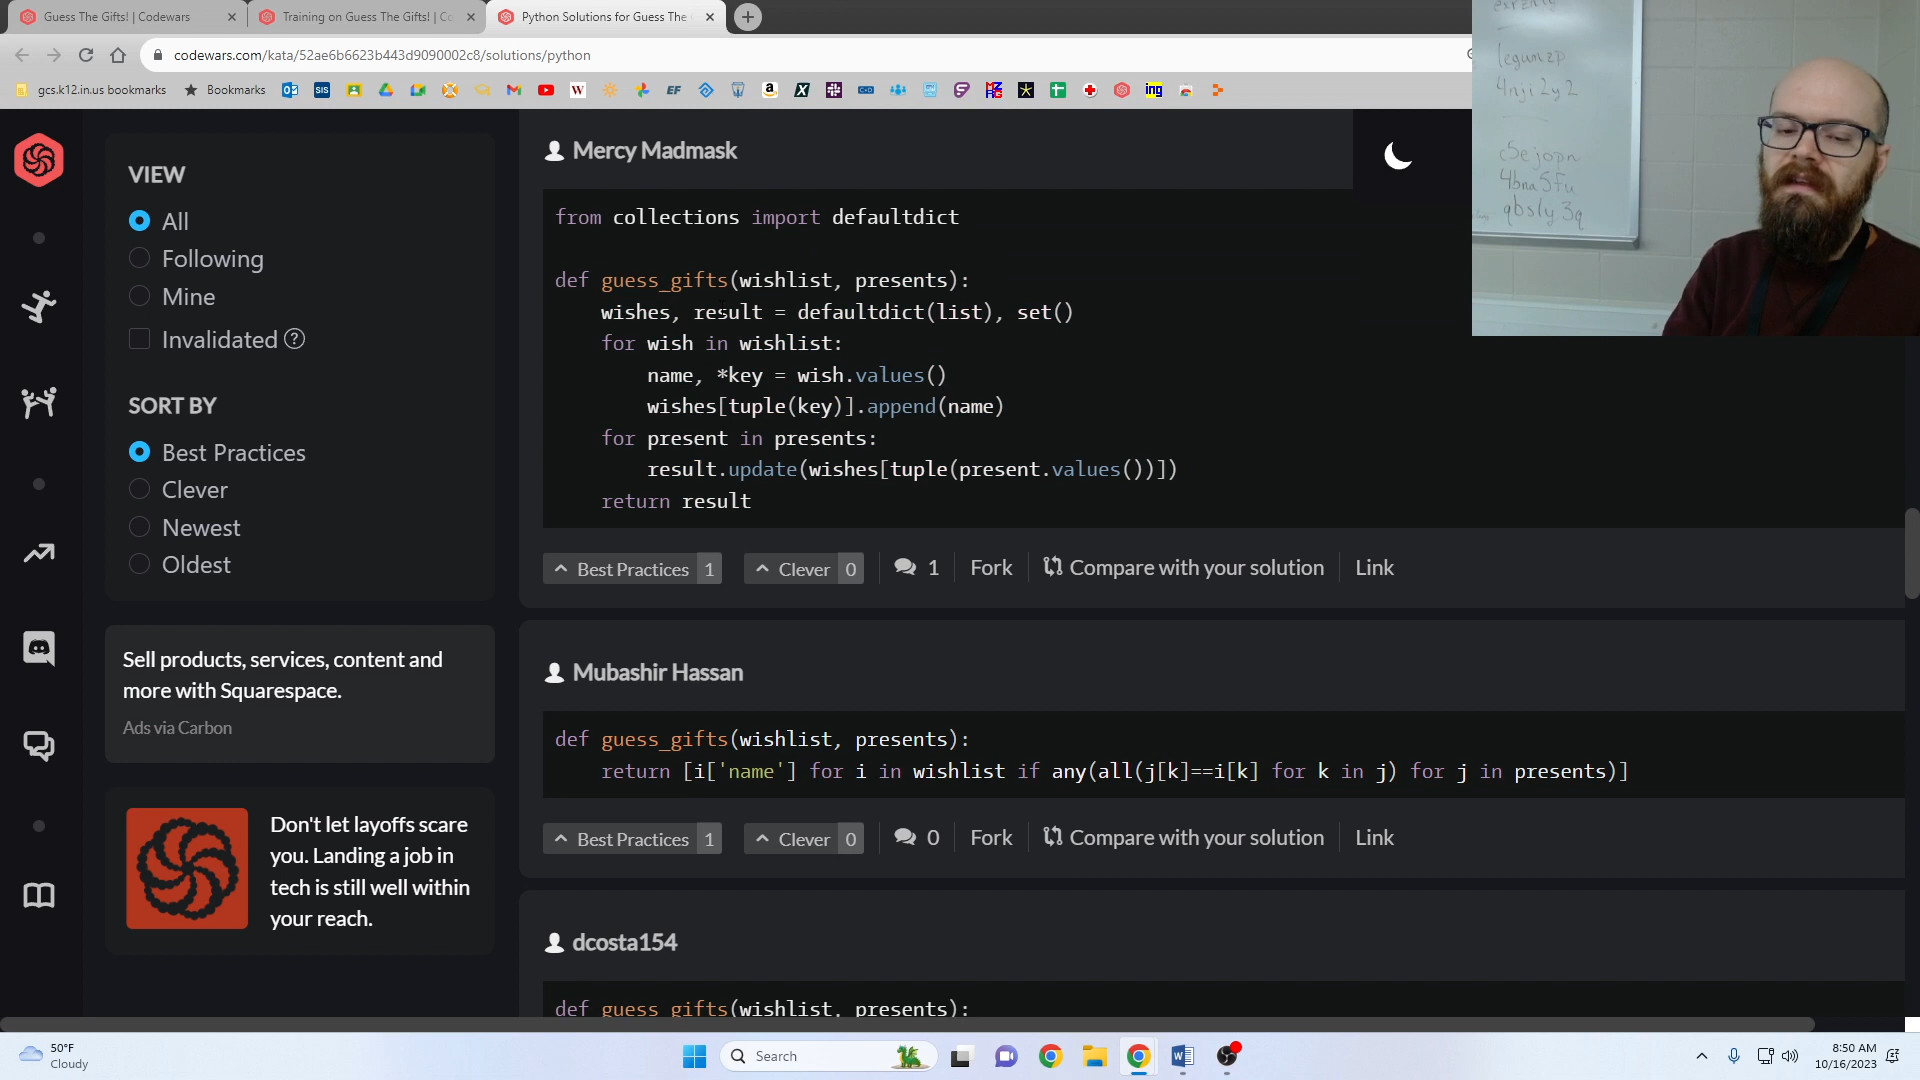 Guess The Gifts! | Codewars
Training on Guess The Gifts! | Co
Python Solutions for Guess The
codewars.com/kata/52ae6b6623b443d9090002c8/solutions/python
gcs.k12.in.us bookmarks
Bookmarks
VIEW
All
Following
Mine
Invalidated
SORT BY
Best Practices
Clever
Newest
Oldest
Sell products, services, content and
more with Squarespace.
Ads via Carbon
Don't let layoffs scare
you. Landing a job in
tech is still well within
your reach.
Mercy Madmask
from collections import defaultdict
def guess_gifts(wishlist, presents):
wishes, result = defaultdict(list), set()
for wish in wishlist:
name, *key = wish.values()
wishes[tuple(key)].append(name)
for present in presents:
result.update(wishes[tuple(present.values())])
return result
Best Practices 1 Clever 0 1 Fork Compare with your solution Link
Mubashir Hassan
def guess_gifts(wishlist, presents):
return [i['name'] for i in wishlist if any(all(j[k]==i[k] for k in j) for j in presents)]
Best Practices 1 Clever 0 0 Fork Compare with your solution Link
dcosta154
def guess_gifts(wishlist, presents):
legumzp
4nji2y2
c5ejopn
4bna5fu
qbsly3q
50°F
Cloudy
Search
8:50 AM
10/16/2023